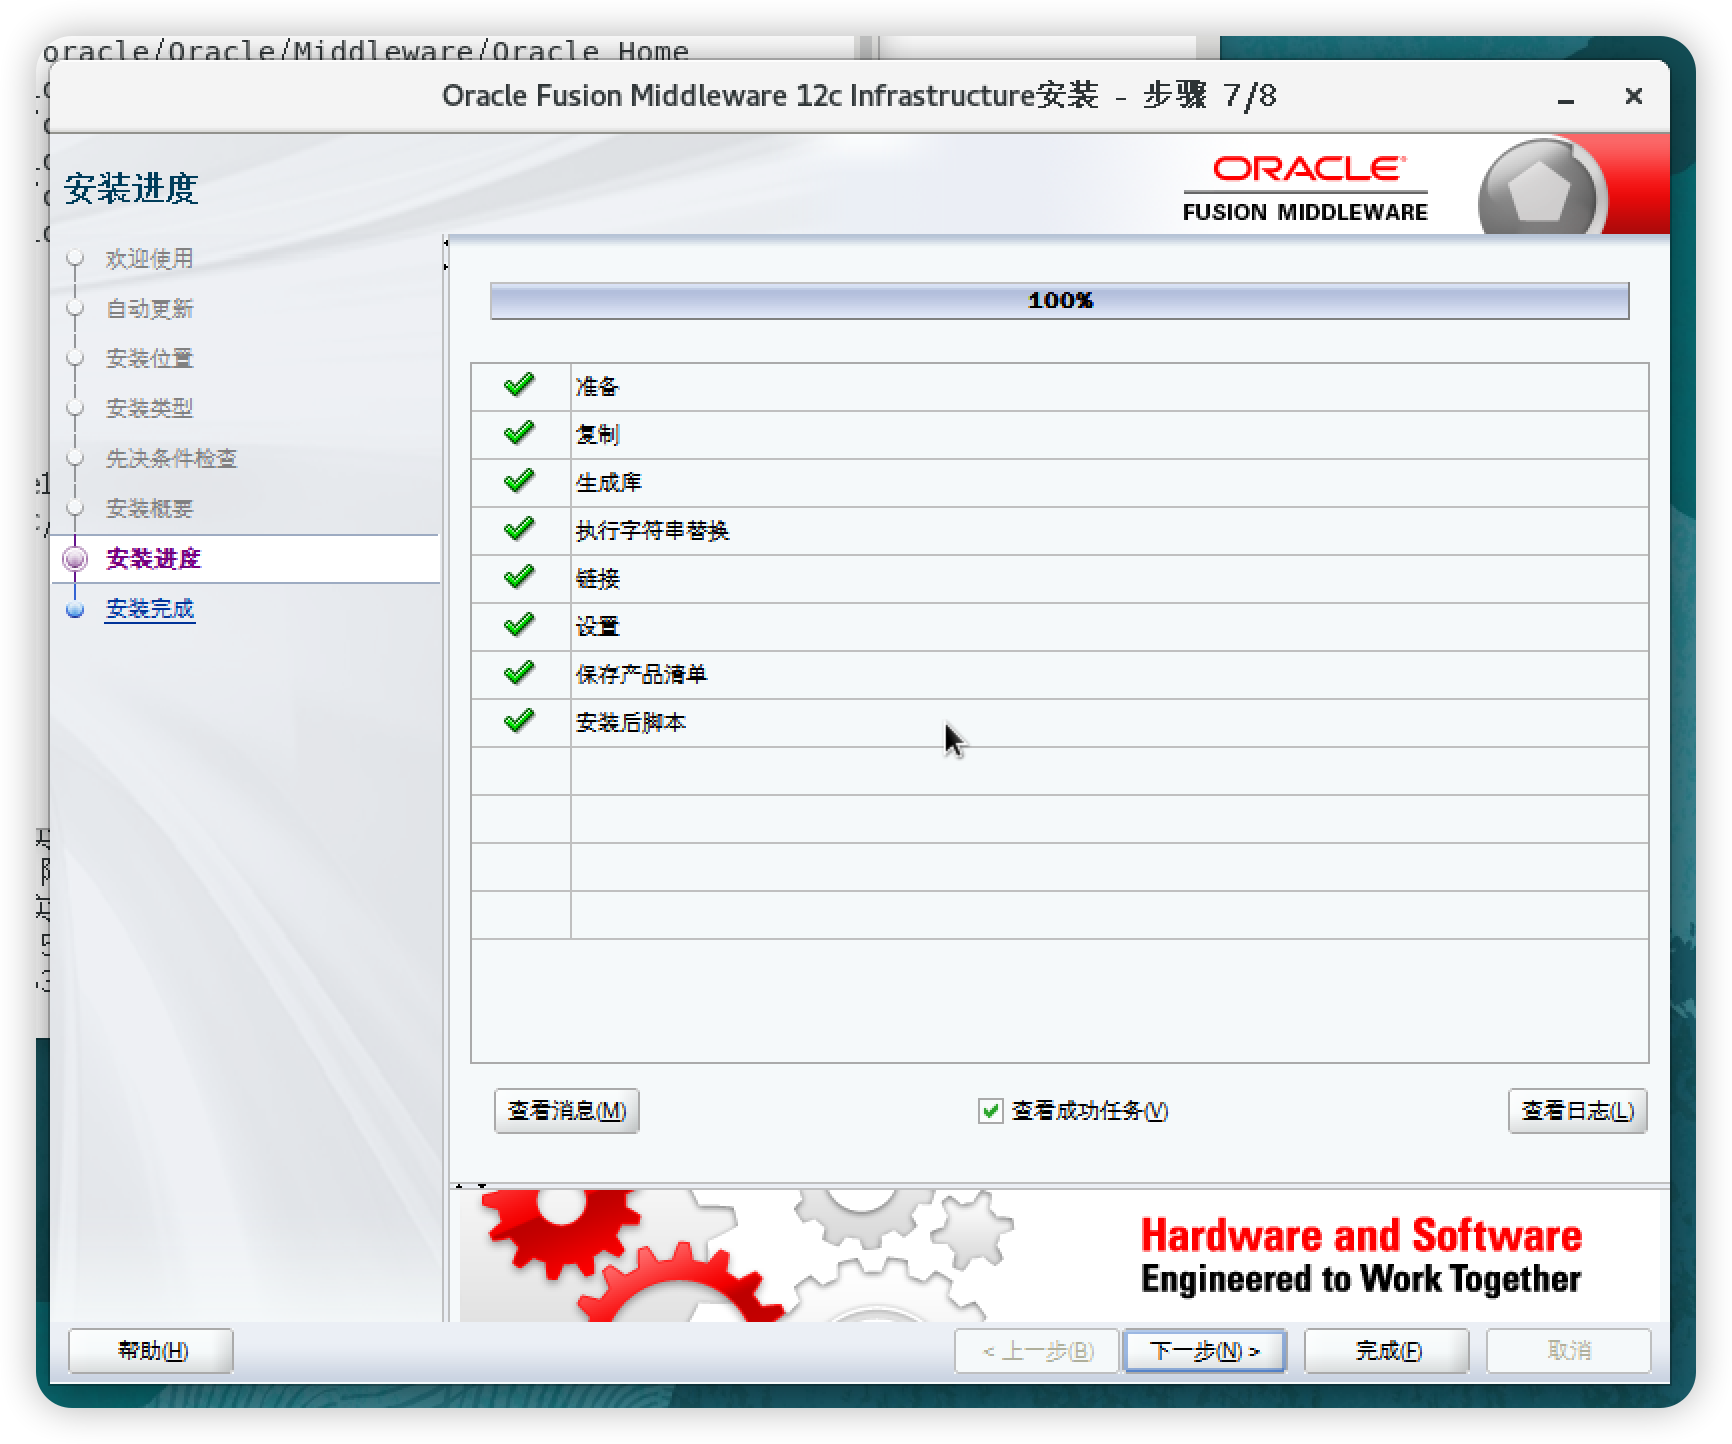 oracle/Oracle/Middleware/Oracle_Home
Oracle Fusion Middleware 12c Infrastructure安装 - 步骤 7/8
安装进度
ORACLE
FUSION MIDDLEWARE
欢迎使用
自动更新
安装位置
安装类型
先决条件检查
安装概要
安装进度
安装完成
100%
准备
复制
生成库
执行字符串替换
链接
设置
保存产品清单
安装后脚本
查看消息(M)
查看成功任务(V)
查看日志(L)
Hardware and Software
Engineered to Work Together
帮助(H)
< 上一步(B)
下一步(N) >
完成(F)
取消